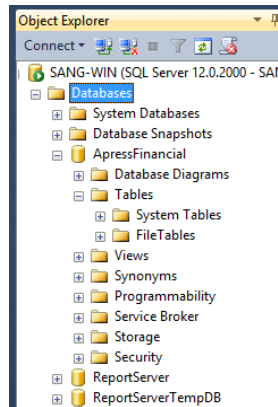 Object Explorer
Connect
SANG-WIN (SQL Server 12.0.2000 - SAN
Databases
System Databases
Database Snapshots
ApressFinancial
Database Diagrams
Tables
System Tables
FileTables
Views
Synonyms
Programmability
Service Broker
Storage
Security
ReportServer
ReportServerTempDB